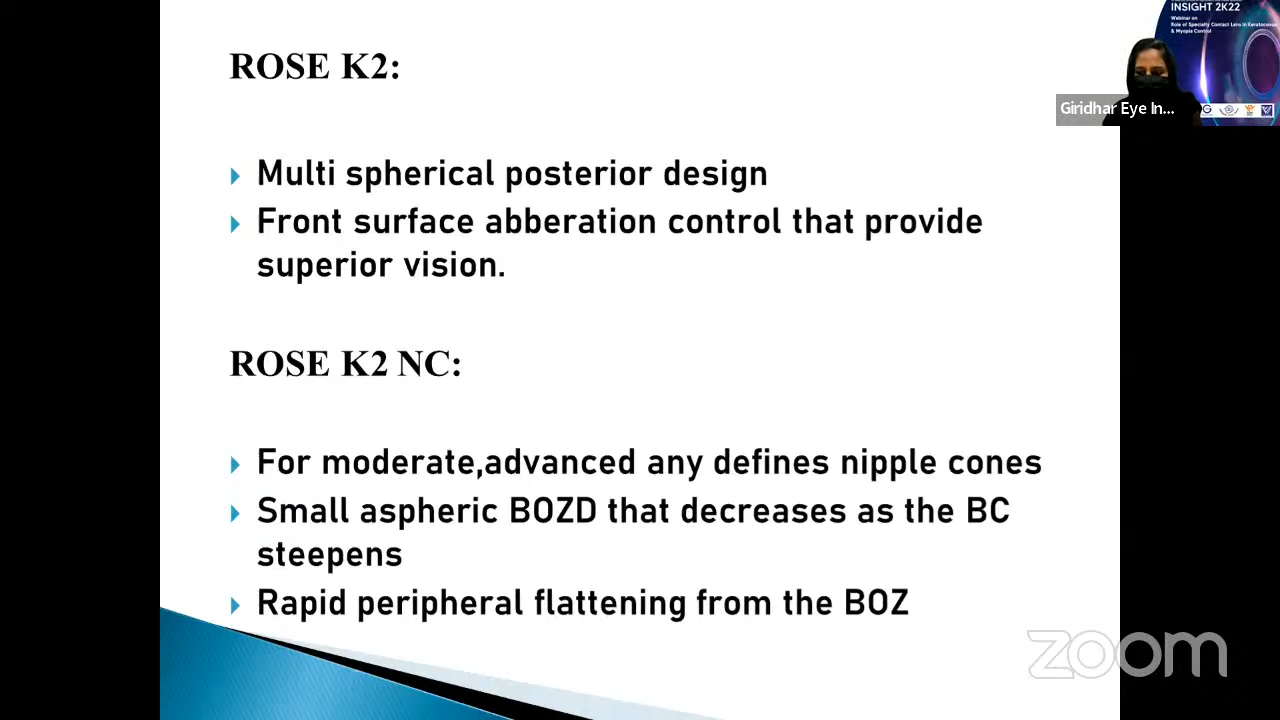 INSIGHT 2K22
Webinar on
Role of Specialty Contact Lens in Keratoconus
& Myopia Control
Giridhar Eye In...
ROSE K2:
Multi spherical posterior design
Front surface abberation control that provide
superior vision.
ROSE K2 NC:
For moderate,advanced any defines nipple cones
Small aspheric BOZD that decreases as the BC
steepens
Rapid peripheral flattening from the BOZ
zoom